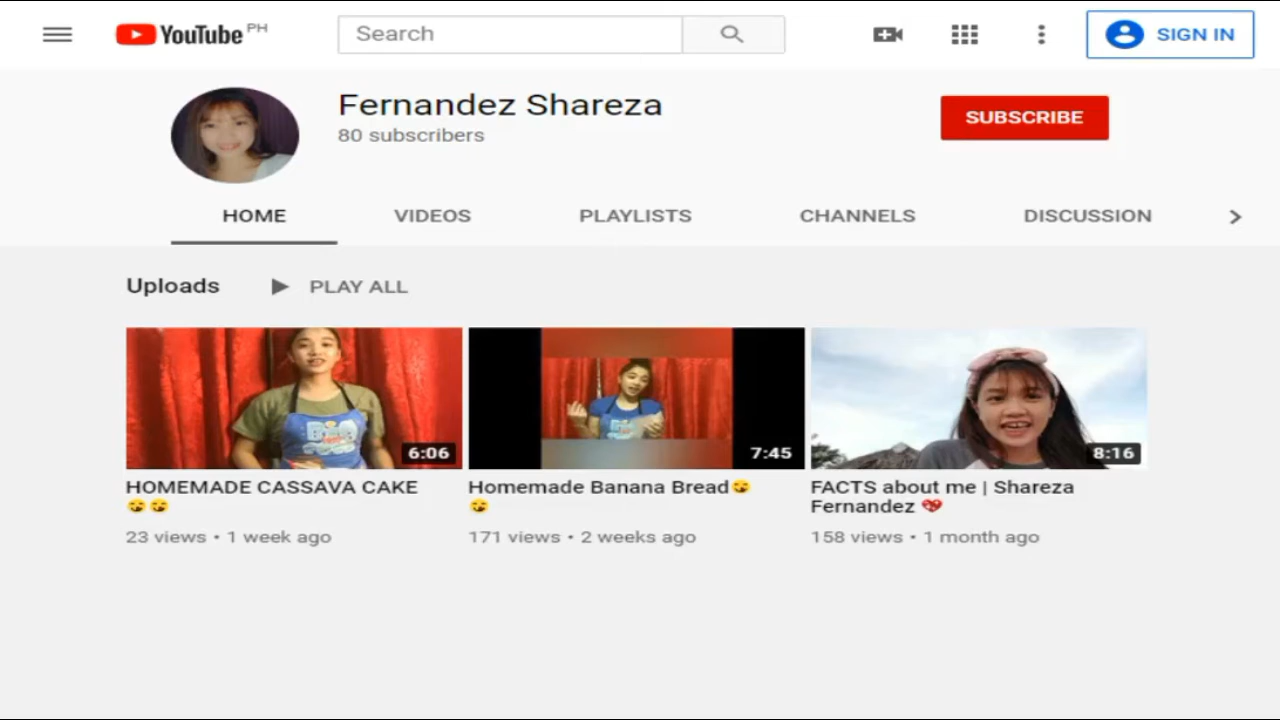 YouTube PH
Search
SIGN IN
Fernandez Shareza
80 subscribers
SUBSCRIBE
HOME
VIDEOS
PLAYLISTS
CHANNELS
DISCUSSION
Uploads
PLAY ALL
6:06
7:45
8:16
HOMEMADE CASSAVA CAKE
😋😋
23 views • 1 week ago
Homemade Banana Bread😋
😋
171 views • 2 weeks ago
FACTS about me | Shareza
Fernandez 💖
158 views • 1 month ago